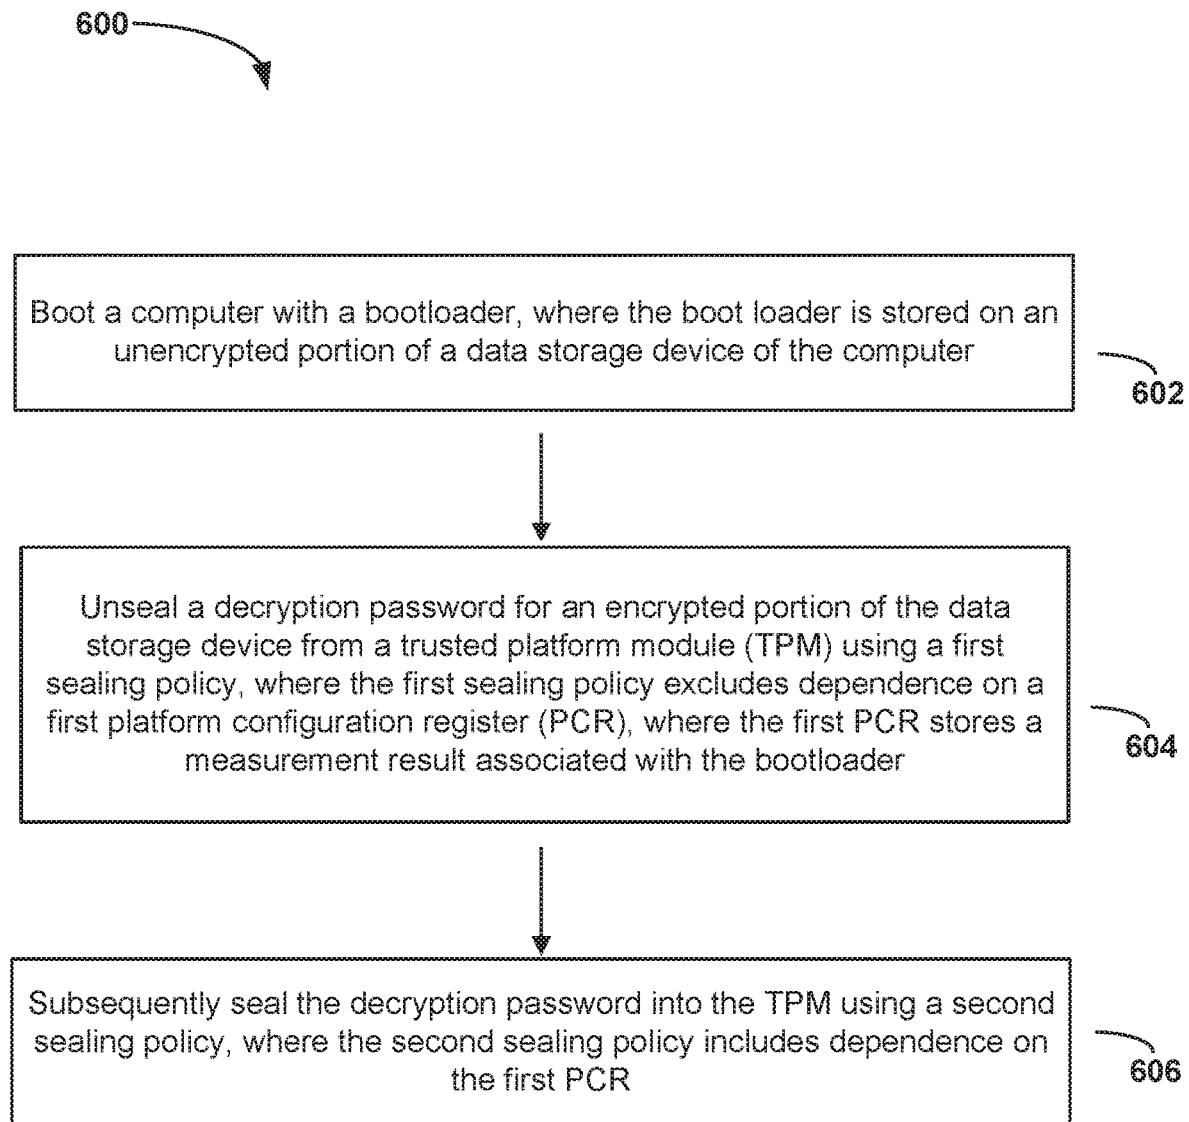 600
Boot a computer with a bootloader, where the boot loader is stored on an
unencrypted portion of a data storage device of the computer
602
Unseal a decryption password for an encrypted portion of the data
storage device from a trusted platform module (TPM) using a first
sealing policy, where the first sealing policy excludes dependence on a
first platform configuration register (PCR), where the first PCR stores a
measurement result associated with the bootloader
604
Subsequently seal the decryption password into the TPM using a second
sealing policy, where the second sealing policy includes dependence on
the first PCR
606